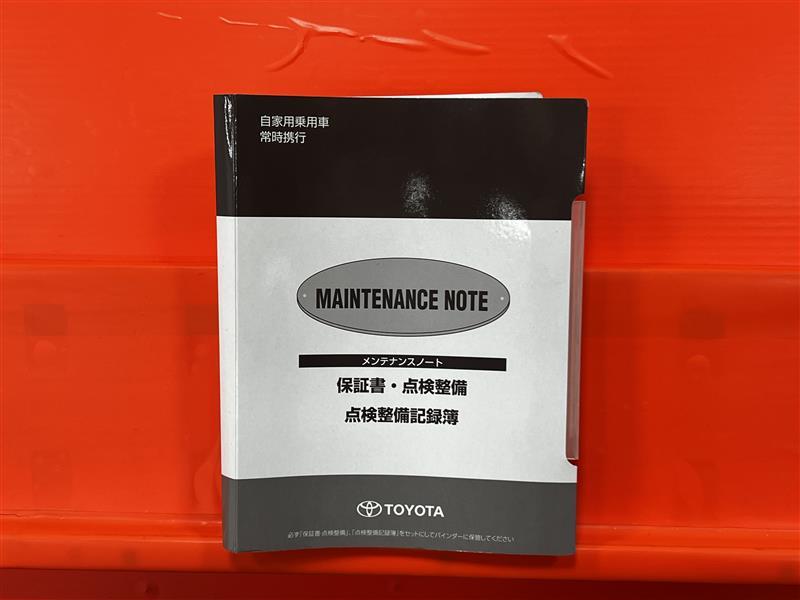 自家用乗用車
常時携行
MAINTENANCE NOTE
メンテナンスノート
保証書・点検整備
点検整備記録簿
TOYOTA
必ず「保証書・点検整備」、「点検整備記録簿」をセットにしてバインダーに保管してください